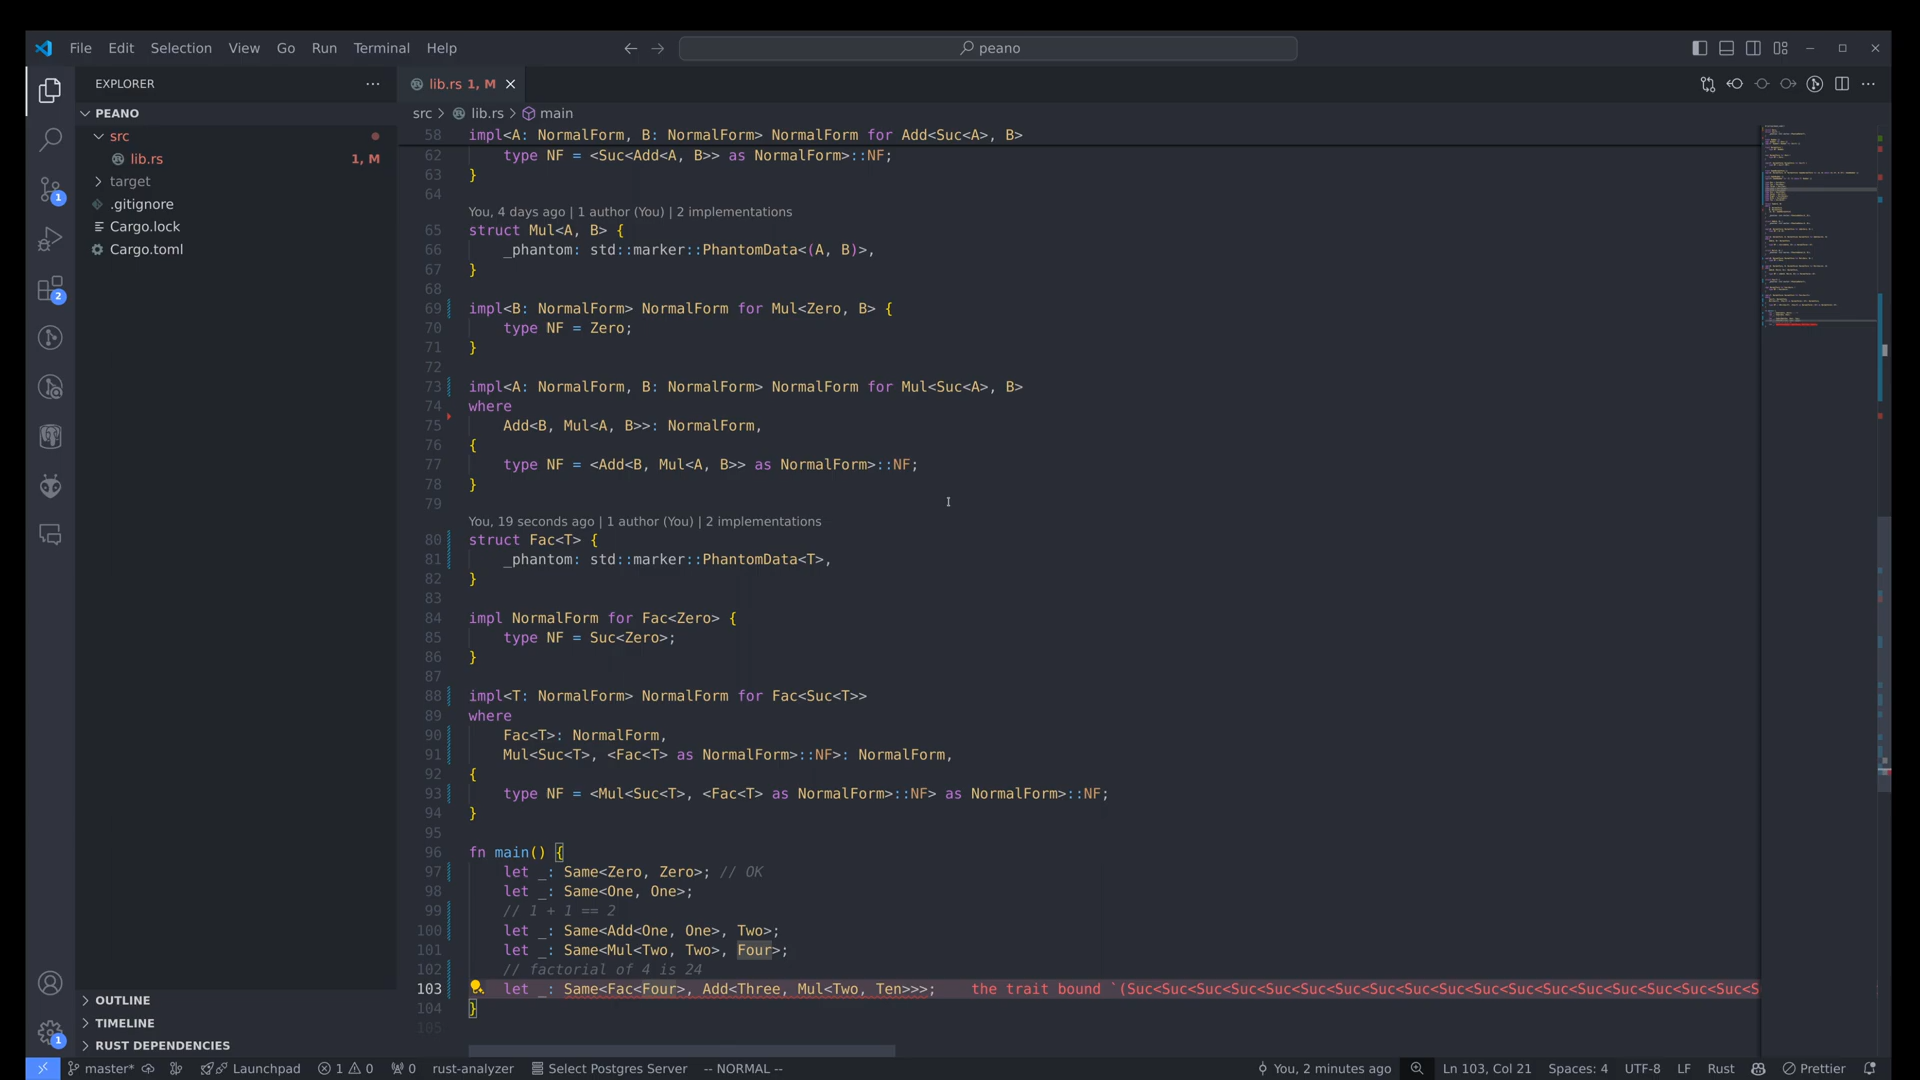 File Edit Selection View Go Run Terminal Help
peano
EXPLORER
lib.rs 1, M
PEANO
src > lib.rs > main
src
lib.rs 1, M
target
.gitignore
Cargo.lock
Cargo.toml
58 impl<A: NormalForm, B: NormalForm> NormalForm for Add<Suc<A>, B>
62 type NF = <Suc<Add<A, B>> as NormalForm>::NF;
63 }
64
You, 4 days ago | 1 author (You) | 2 implementations
65 struct Mul<A, B> {
66 _phantom: std::marker::PhantomData<(A, B)>,
67 }
68
69 impl<B: NormalForm> NormalForm for Mul<Zero, B> {
70 type NF = Zero;
71 }
72
73 impl<A: NormalForm, B: NormalForm> NormalForm for Mul<Suc<A>, B>
74 where
75 Add<B, Mul<A, B>>: NormalForm,
76 {
77 type NF = <Add<B, Mul<A, B>> as NormalForm>::NF;
78 }
79
You, 19 seconds ago | 1 author (You) | 2 implementations
80 struct Fac<T> {
81 _phantom: std::marker::PhantomData<T>,
82 }
83
84 impl NormalForm for Fac<Zero> {
85 type NF = Suc<Zero>;
86 }
87
88 impl<T: NormalForm> NormalForm for Fac<Suc<T>>
89 where
90 Fac<T>: NormalForm,
91 Mul<Suc<T>, <Fac<T> as NormalForm>::NF>: NormalForm,
92 {
93 type NF = <Mul<Suc<T>, <Fac<T> as NormalForm>::NF> as NormalForm>::NF;
94 }
95
96 fn main() {
97 let _: Same<Zero, Zero>; // OK
98 let _: Same<One, One>;
99 // 1 + 1 == 2
100 let _: Same<Add<One, One>, Two>;
101 let _: Same<Mul<Two, Two>, Four>;
102 // factorial of 4 is 24
103 let _: Same<Fac<Four>, Add<Three, Mul<Two, Ten>>>; the trait bound `(Suc<Suc<Suc<Suc<Suc<Suc<Suc<Suc<Suc<Suc<Suc<Suc<Suc<Suc<Suc<Suc<Suc<Suc<S
104 }
105
OUTLINE
TIMELINE
RUST DEPENDENCIES
1
2
1
master* Launchpad 1 0 0 rust-analyzer Select Postgres Server -- NORMAL -- You, 2 minutes ago Ln 103, Col 21 Spaces: 4 UTF-8 LF Rust Prettier